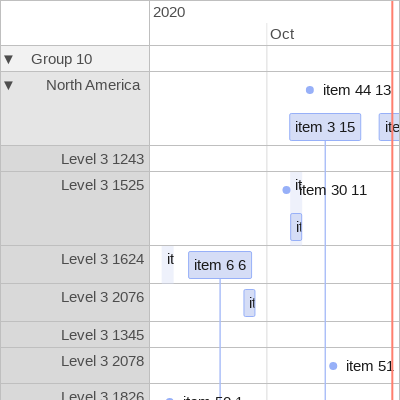 2020
Oct
▼ Group 10
▼ North America
item 44 13
item 3 15
ite
Level 3 1243
Level 3 1525
it
item 30 11
it
Level 3 1624
it
item 6 6
Level 3 2076
it
Level 3 1345
Level 3 2078
item 51
Level 3 1826
item 50 1